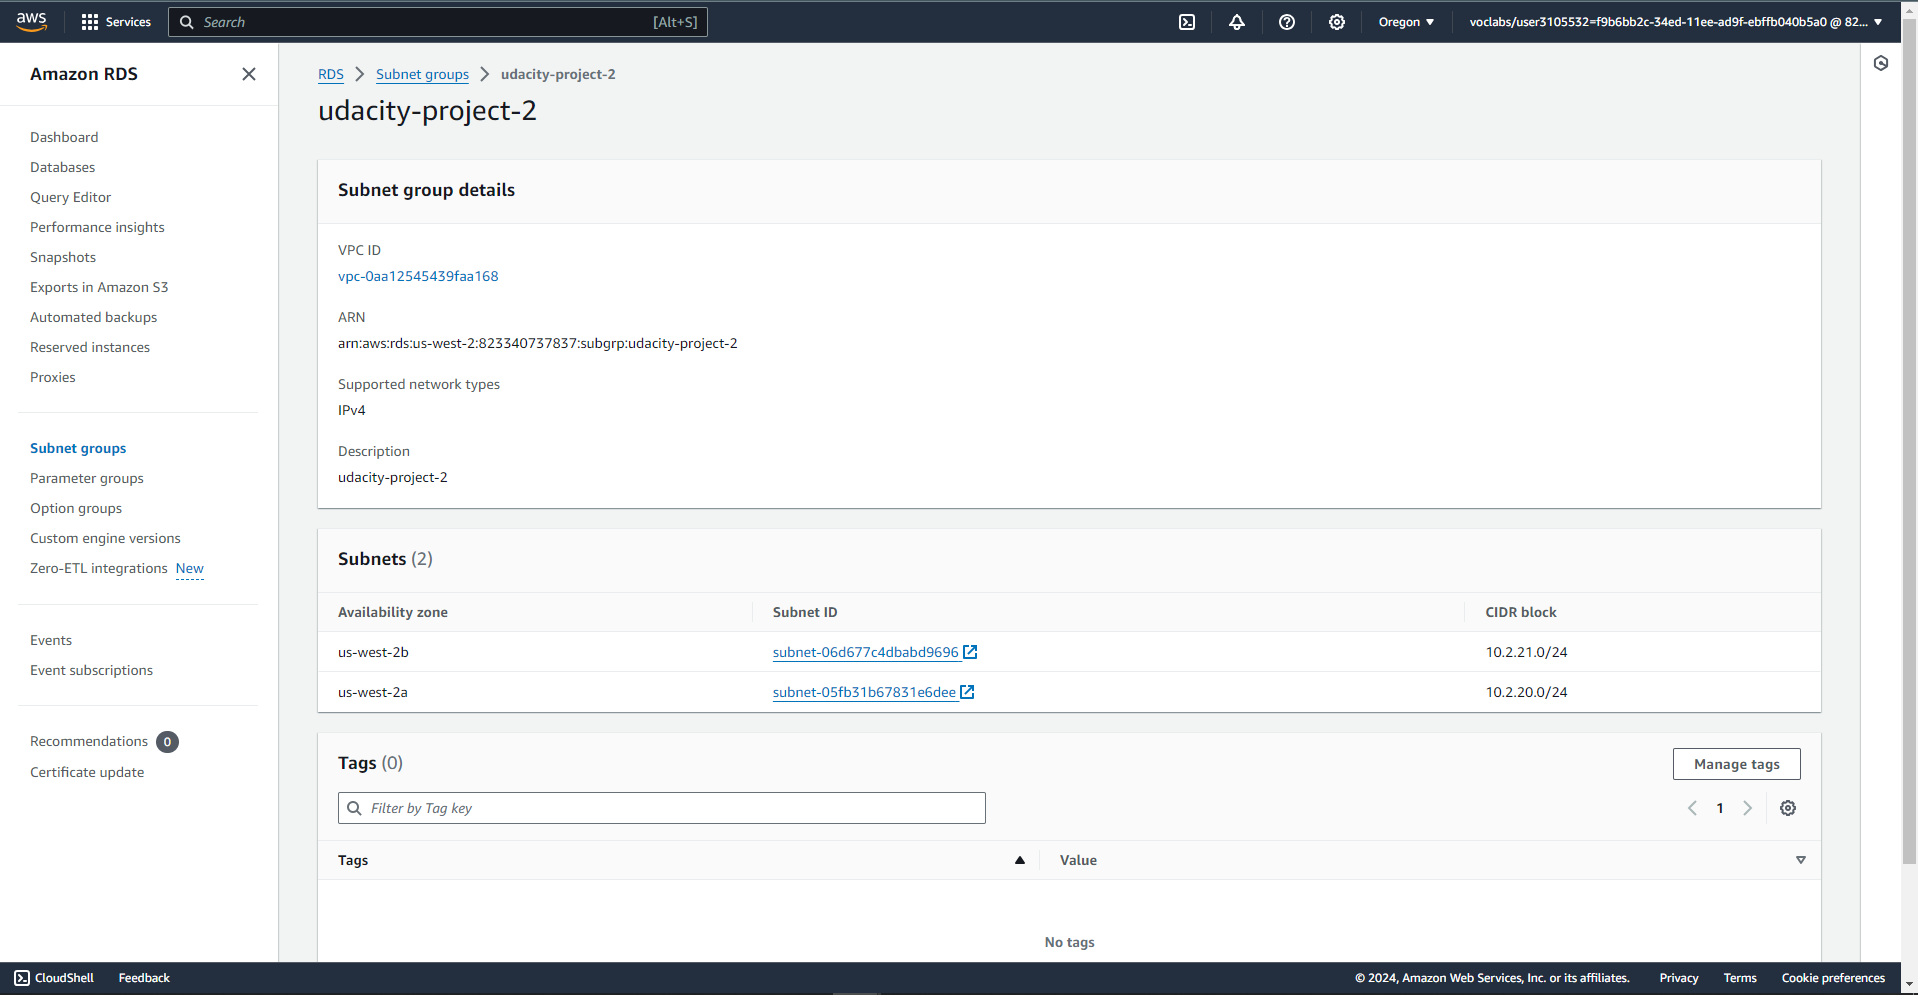 aws Services Search [Alt+S] Oregon voclabs/user3105532=f9b6bb2c-34ed-11ee-ad9f-ebffb040b5a0 @ 82...
Amazon RDS
Dashboard
Databases
Query Editor
Performance insights
Snapshots
Exports in Amazon S3
Automated backups
Reserved instances
Proxies
Subnet groups
Parameter groups
Option groups
Custom engine versions
Zero-ETL integrations New
Events
Event subscriptions
Recommendations 0
Certificate update
RDS Subnet groups udacity-project-2
udacity-project-2
Subnet group details
VPC ID
vpc-0aa12545439faa168
ARN
arn:aws:rds:us-west-2:823340737837:subgrp:udacity-project-2
Supported network types
IPv4
Description
udacity-project-2
Subnets (2)
Availability zone Subnet ID CIDR block
us-west-2b subnet-06d677c4dbabd9696 10.2.21.0/24
us-west-2a subnet-05fb31b67831e6dee 10.2.20.0/24
Tags (0) Manage tags
Filter by Tag key 1
Tags Value
No tags
CloudShell Feedback © 2024, Amazon Web Services, Inc. or its affiliates. Privacy Terms Cookie preferences